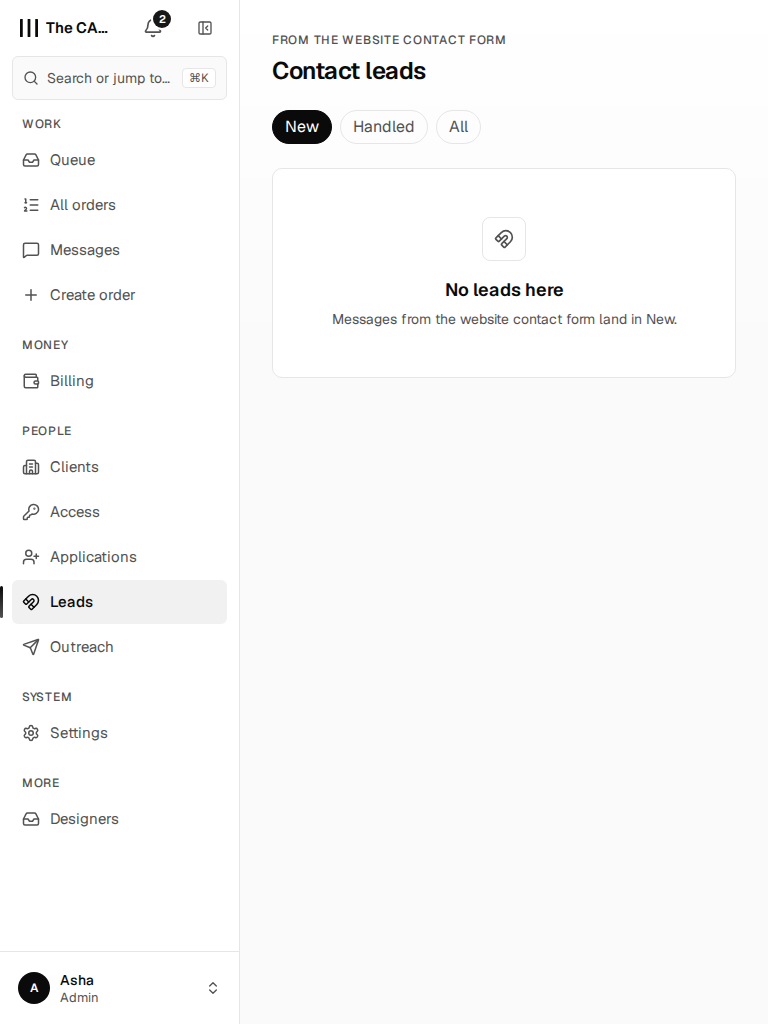 The CA...
2
Search or jump to... ⌘K
WORK
Queue
All orders
Messages
Create order
MONEY
Billing
PEOPLE
Clients
Access
Applications
Leads
Outreach
SYSTEM
Settings
MORE
Designers
A
Asha
Admin
FROM THE WEBSITE CONTACT FORM
Contact leads
New Handled All
No leads here
Messages from the website contact form land in New.